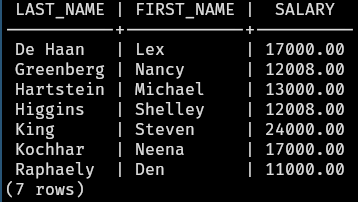 LAST_NAME | FIRST_NAME | SALARY
-----------+------------+----------
De Haan | Lex | 17000.00
Greenberg | Nancy | 12008.00
Hartstein | Michael | 13000.00
Higgins | Shelley | 12008.00
King | Steven | 24000.00
Kochhar | Neena | 17000.00
Raphaely | Den | 11000.00
(7 rows)